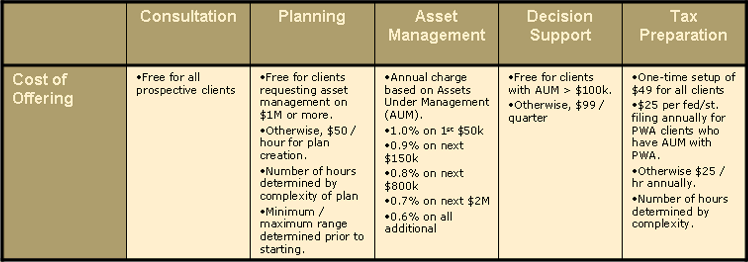 Consultation
Planning
Asset
Management
Decision
Support
Tax
Preparation
Cost of
Offering
•Free for all
prospective clients
•Free for clients
requesting asset
management on
$1M or more.
•Otherwise, $50 /
hour for plan
creation.
•Number of hours
determined by
complexity of plan
•Minimum /
maximum range
determined prior to
starting.
•Annual charge
based on Assets
Under Management
(AUM).
•1.0% on 1st $50k
•0.9% on next
$150k
•0.8% on next
$800k
•0.7% on next $2M
•0.6% on all
additional
•Free for clients
with AUM > $100k.
•Otherwise, $99 /
quarter
•One-time setup of
$49 for all clients
•$25 per fed/st.
filing annually for
PWA clients who
have AUM with
PWA.
•Otherwise $25 /
hr annually.
•Number of hours
determined by
complexity.